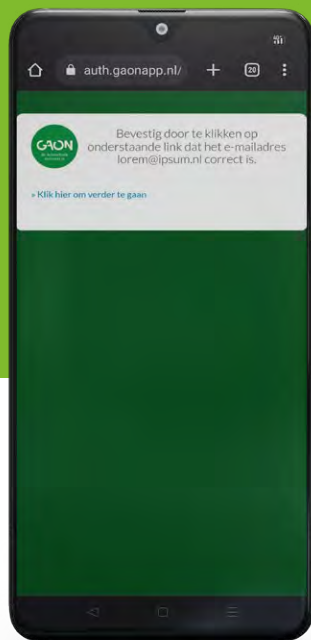 4G
auth.gaonapp.nl/
20
GAON
Bevestig door te klikken op
onderstaande link dat het e-mailadres
lorem@ipsum.nl correct is.
» Klik hier om verder te gaan